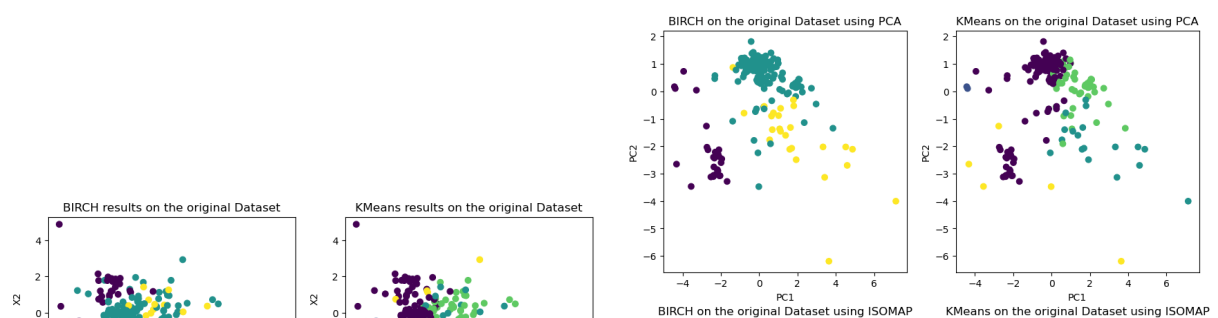 BIRCH on the original Dataset using PCA
KMeans on the original Dataset using PCA
2
1
0
−1
−2
−3
−4
−5
−6
PC2
−4 −2 0 2 4 6
PC1
2
1
0
−1
−2
−3
−4
−5
−6
PC2
−4 −2 0 2 4 6
PC1
BIRCH results on the original Dataset
KMeans results on the original Dataset
4
2
0
X2
4
2
0
X2
BIRCH on the original Dataset using ISOMAP
KMeans on the original Dataset using ISOMAP